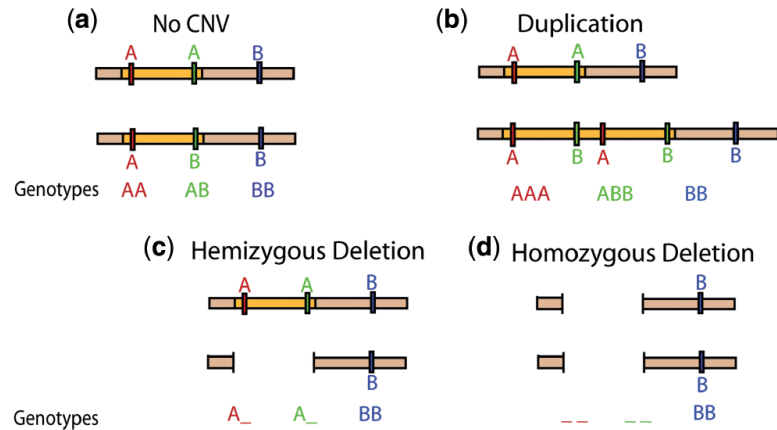 (a) No CNV
A A B
A B B
Genotypes AA AB BB
(b) Duplication
A A B
A B A B B
AAA ABB BB
(c) Hemizygous Deletion
A A B
B
Genotypes A_ A_ BB
(d) Homozygous Deletion
B
B
_ _ _ _ BB